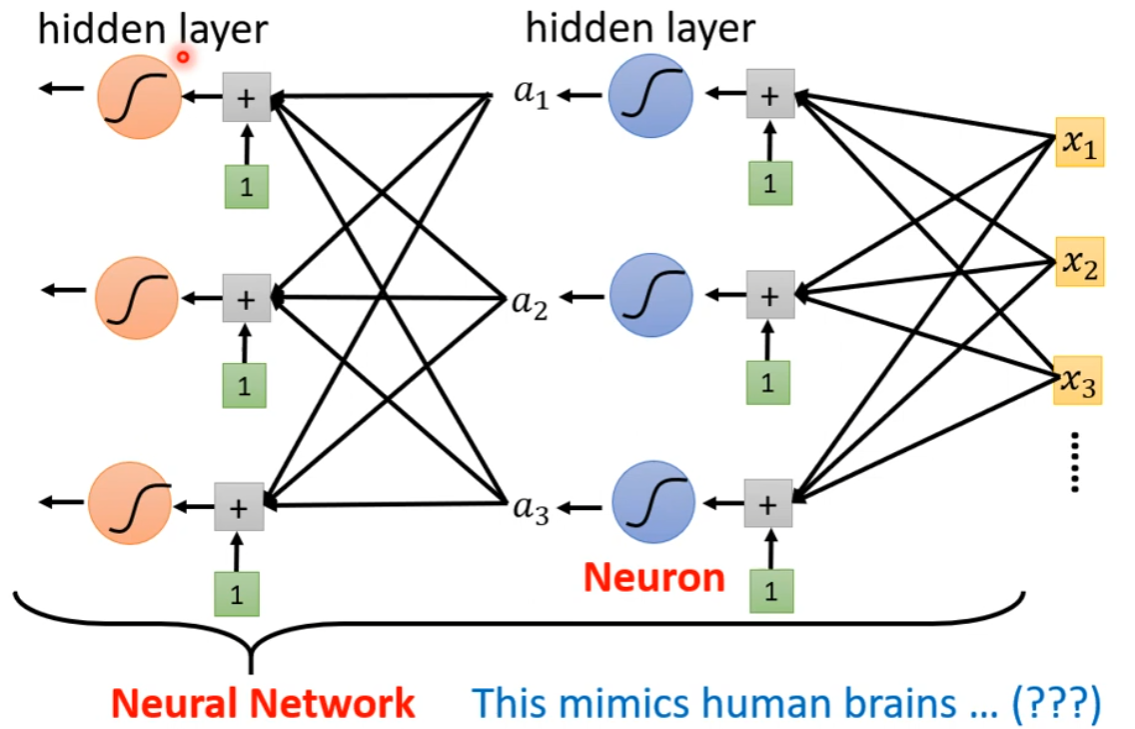 hidden layer
hidden layer
+
a₁
+
x₁
1
1
x₂
+
a₂
+
1
1
x₃
+
a₃
+
Neuron
1
1
Neural Network
This mimics human brains ... (???)